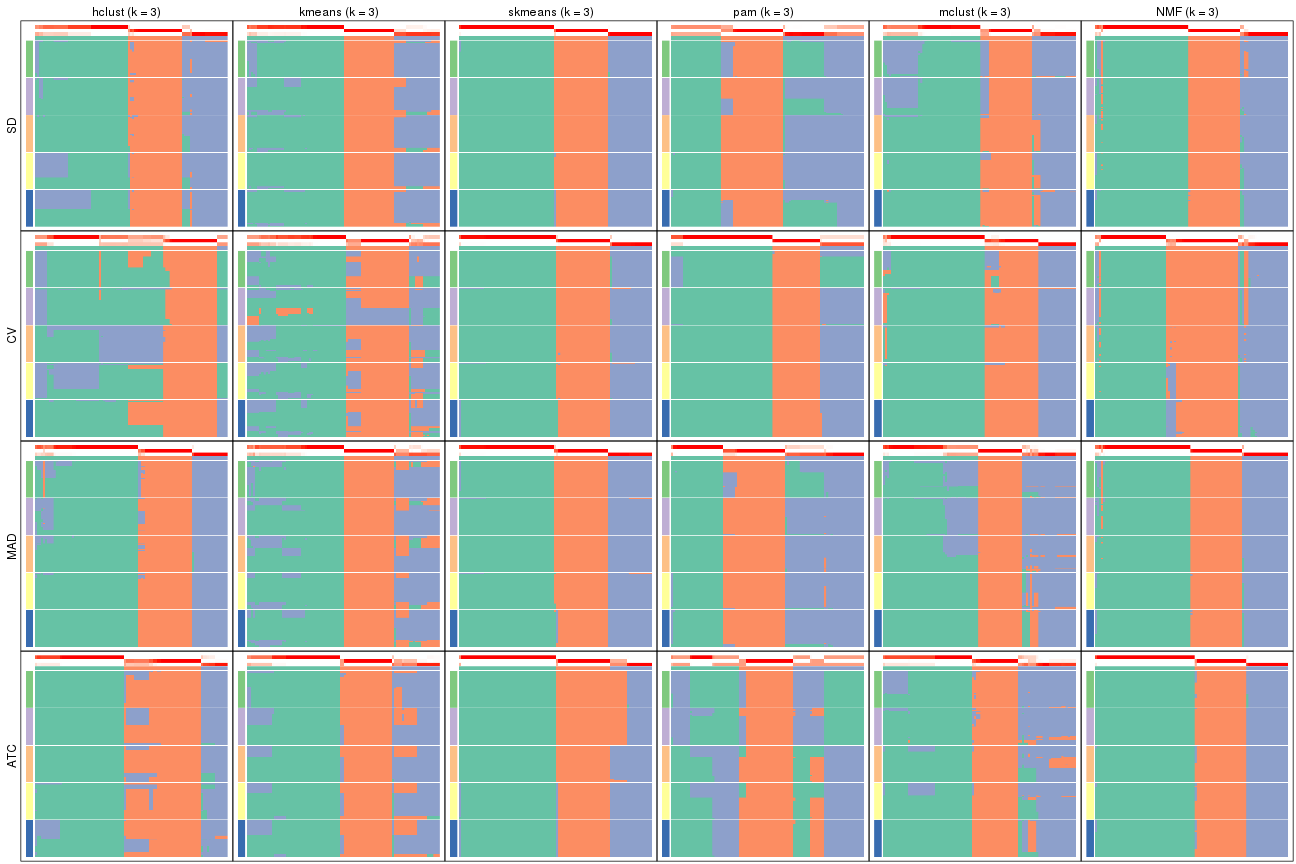 hclust (k = 3) kmeans (k = 3) skmeans (k = 3) pam (k = 3) mclust (k = 3) NMF (k = 3)
SD
CV
MAD
ATC